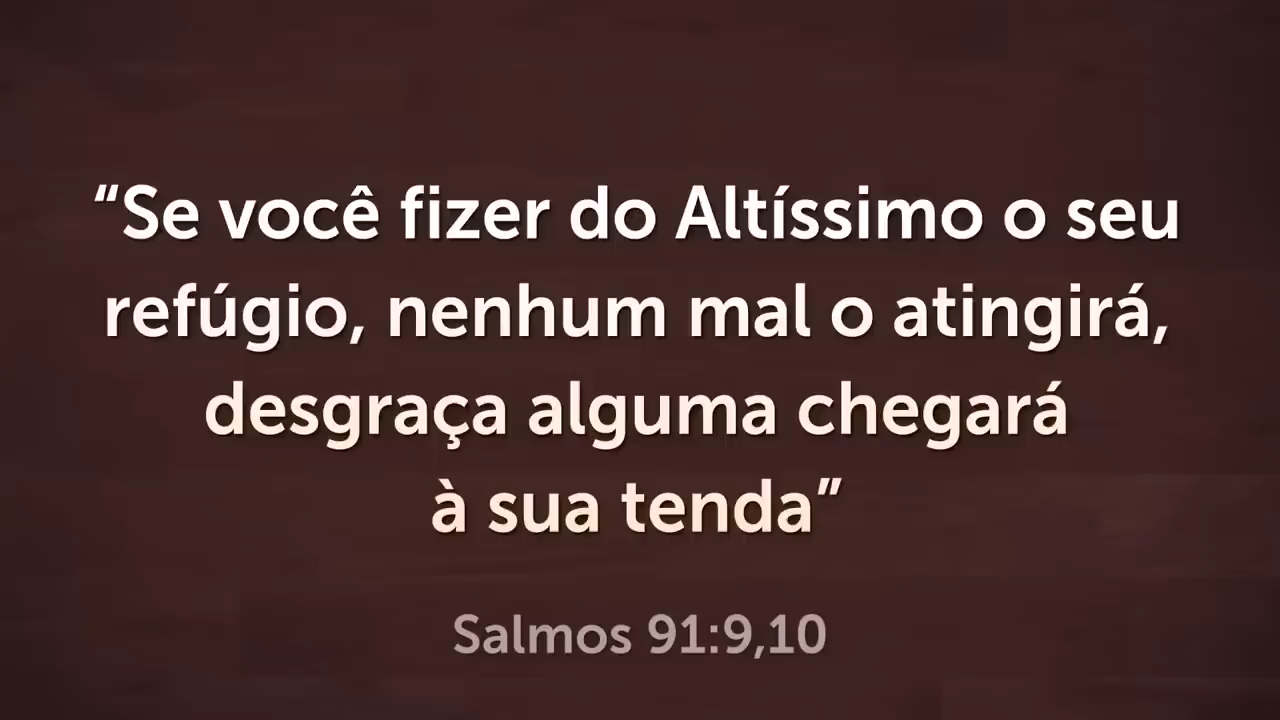 “Se você fizer do Altíssimo o seu
refúgio, nenhum mal o atingirá,
desgraça alguma chegará
à sua tenda”
Salmos 91:9,10